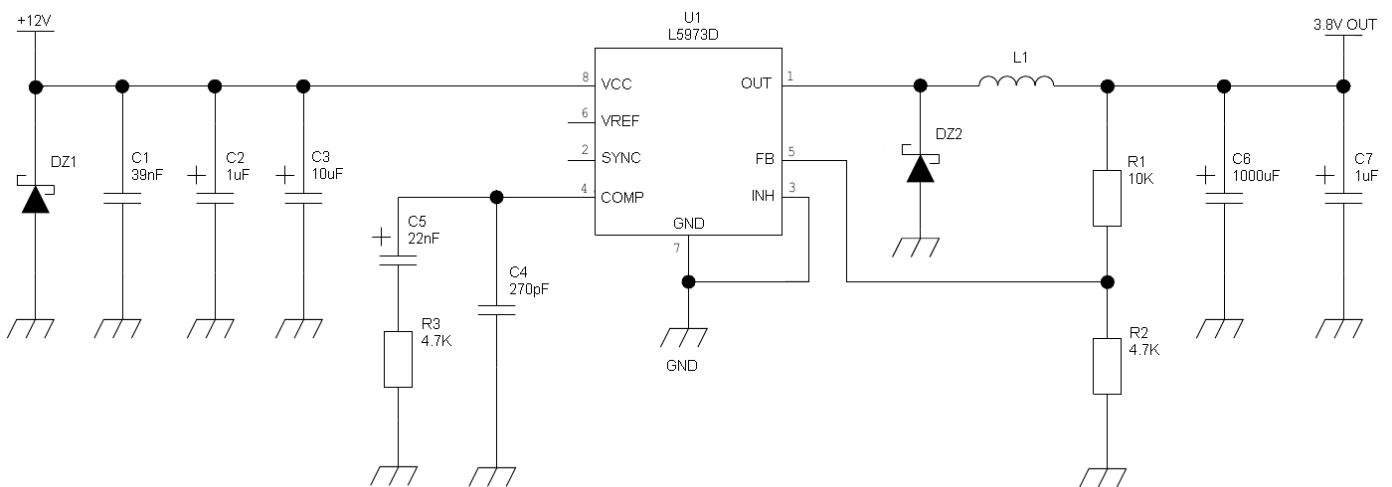 +12V
U1
L5973D
3.8V OUT
L1
8 VCC
OUT 1
6 VREF
DZ1
C1
39nF
+ C2
1uF
+ C3
10uF
2 SYNC
FB 5
DZ2
R1
10K
+ C6
1000uF
+ C7
1uF
4 COMP
INH 3
GND
7
+ C5
22nF
C4
270pF
R3
4.7K
R2
4.7K
GND